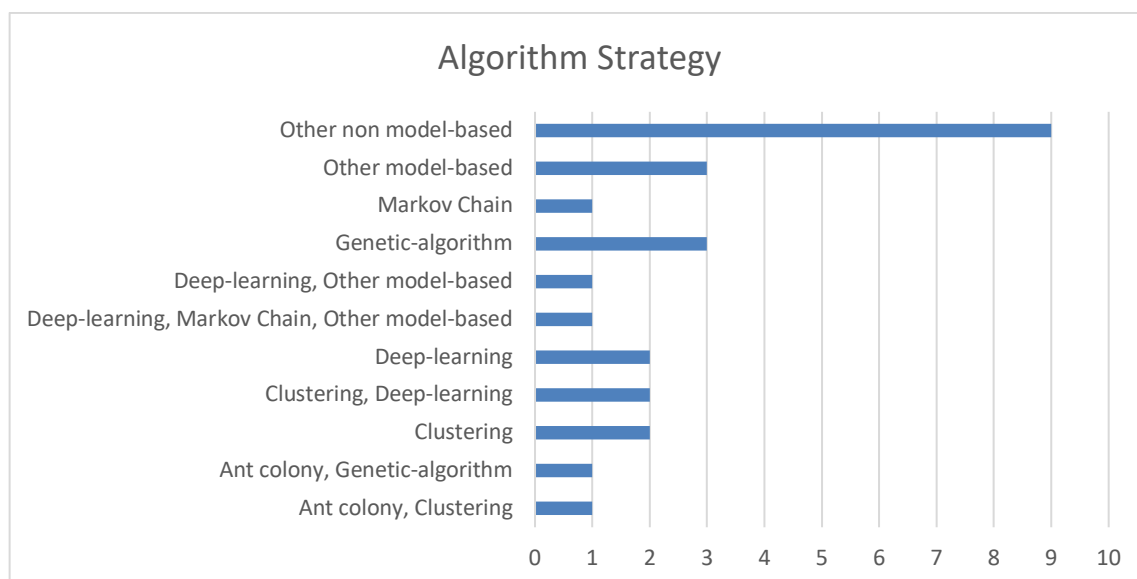 Algorithm Strategy
Other non model-based
Other model-based
Markov Chain
Genetic-algorithm
Deep-learning, Other model-based
Deep-learning, Markov Chain, Other model-based
Deep-learning
Clustering, Deep-learning
Clustering
Ant colony, Genetic-algorithm
Ant colony, Clustering
0 1 2 3 4 5 6 7 8 9 10